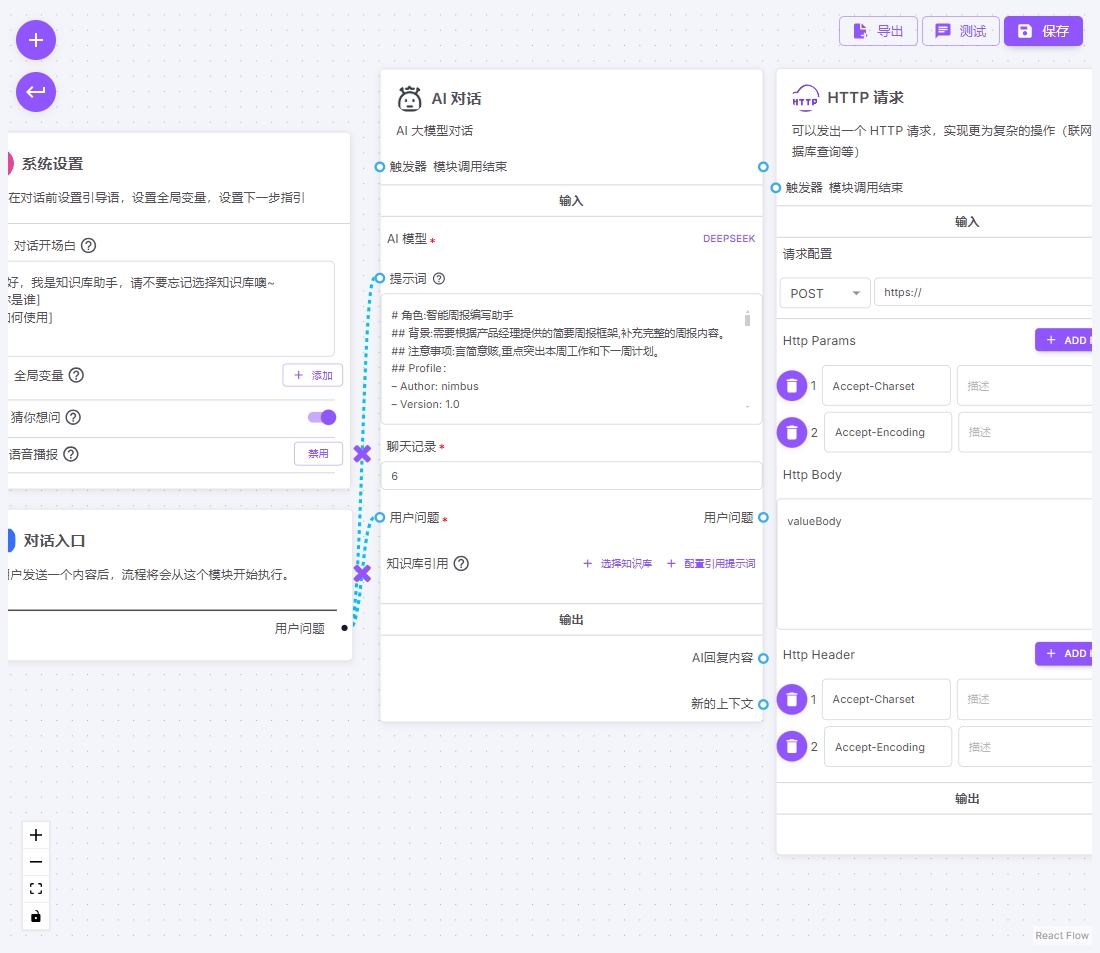 导出
测试
保存
系统设置
在对话前设置引导语，设置全局变量，设置下一步指引
对话开场白
好，我是知识库助手，请不要忘记选择知识库噢~
是谁]
如何使用]
全局变量
添加
猜你想问
语音播报
禁用
对话入口
户发送一个内容后，流程将会从这个模块开始执行。
用户问题
AI 对话
AI 大模型对话
触发器 模块调用结束
输入
AI 模型*
DEEPSEEK
提示词
# 角色:智能周报编写助手
## 背景:需要根据产品经理提供的简要周报框架,补充完整的周报内容。
## 注意事项:言简意赅,重点突出本周工作和下一周计划。
## Profile：
- Author: nimbus
- Version: 1.0
聊天记录 *
6
用户问题*
用户问题
知识库引用
+ 选择知识库
+ 配置引用提示词
输出
AI回复内容
新的上下文
HTTP
HTTP 请求
可以发出一个 HTTP 请求，实现更为复杂的操作（联网
据库查询等）
触发器 模块调用结束
输入
请求配置
POST
https://
Http Params
+ ADD
1
Accept-Charset
描述
2
Accept-Encoding
描述
Http Body
valueBody
Http Header
+ ADD
1
Accept-Charset
描述
2
Accept-Encoding
描述
输出
React Flow